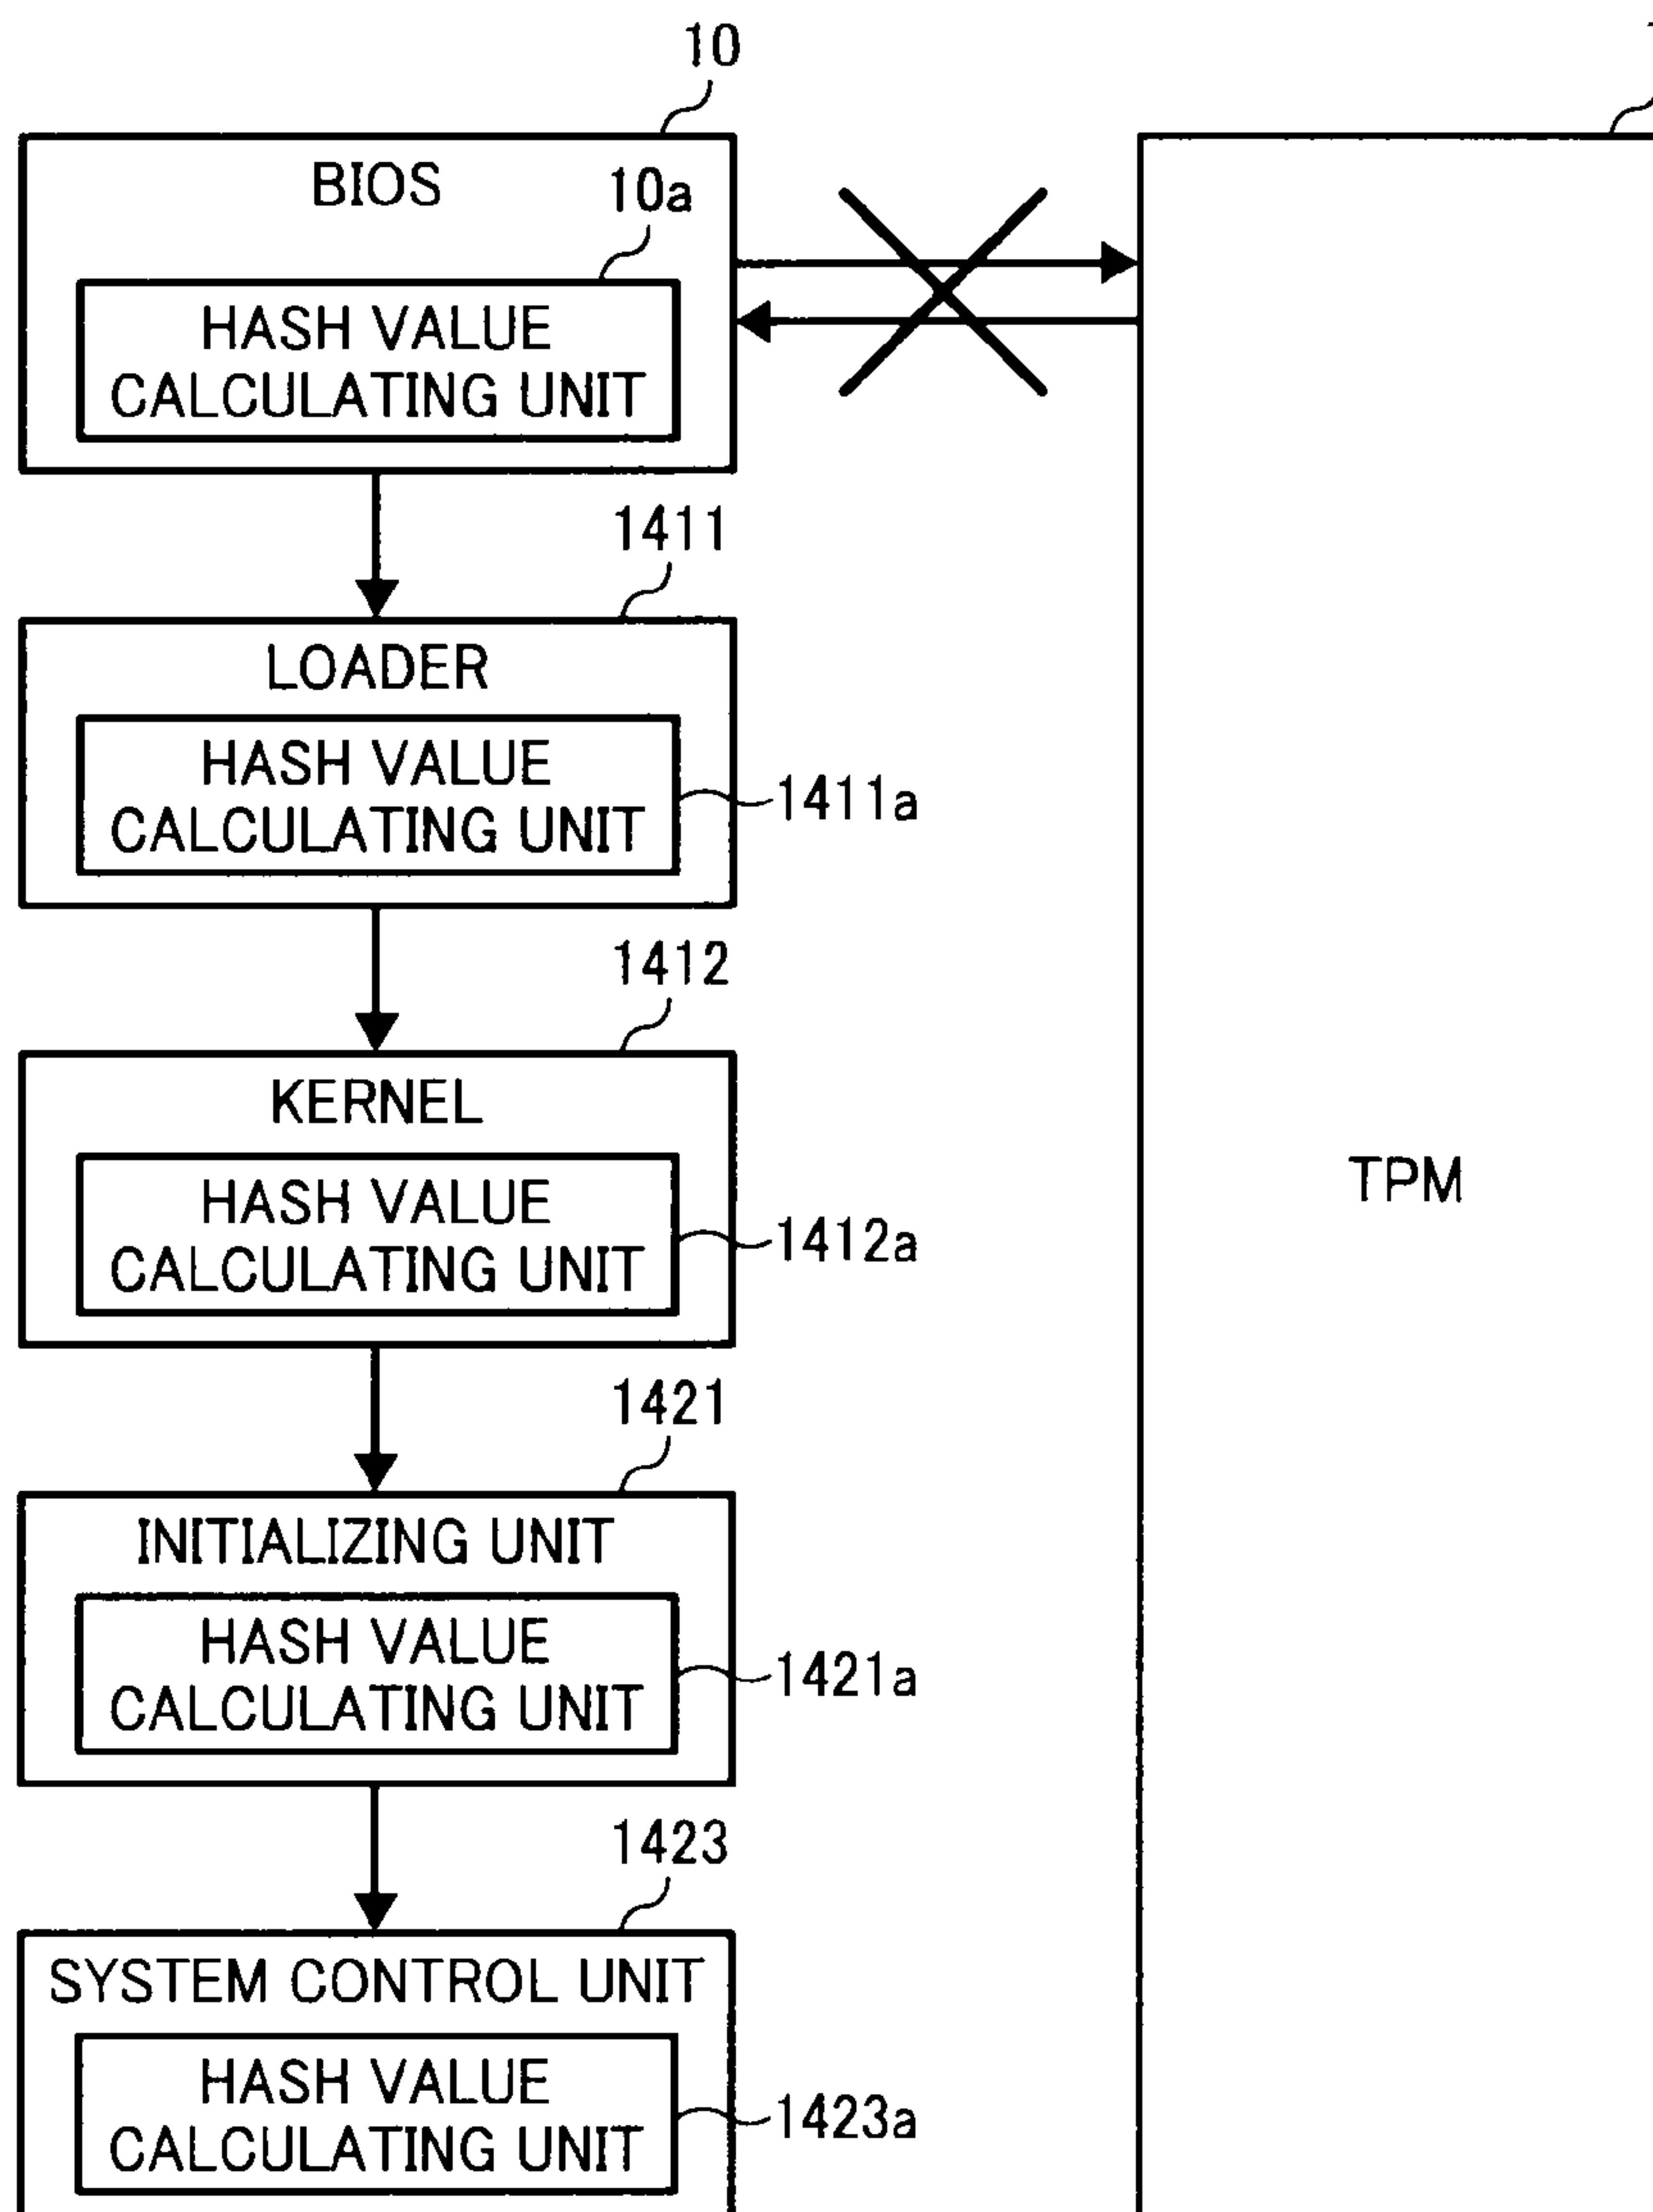 10
BIOS
10a
HASH VALUE
CALCULATING UNIT
1411
LOADER
HASH VALUE
CALCULATING UNIT
1411a
1412
KERNEL
HASH VALUE
CALCULATING UNIT
1412a
TPM
1421
INITIALIZING UNIT
HASH VALUE
CALCULATING UNIT
1421a
1423
SYSTEM CONTROL UNIT
HASH VALUE
CALCULATING UNIT
1423a